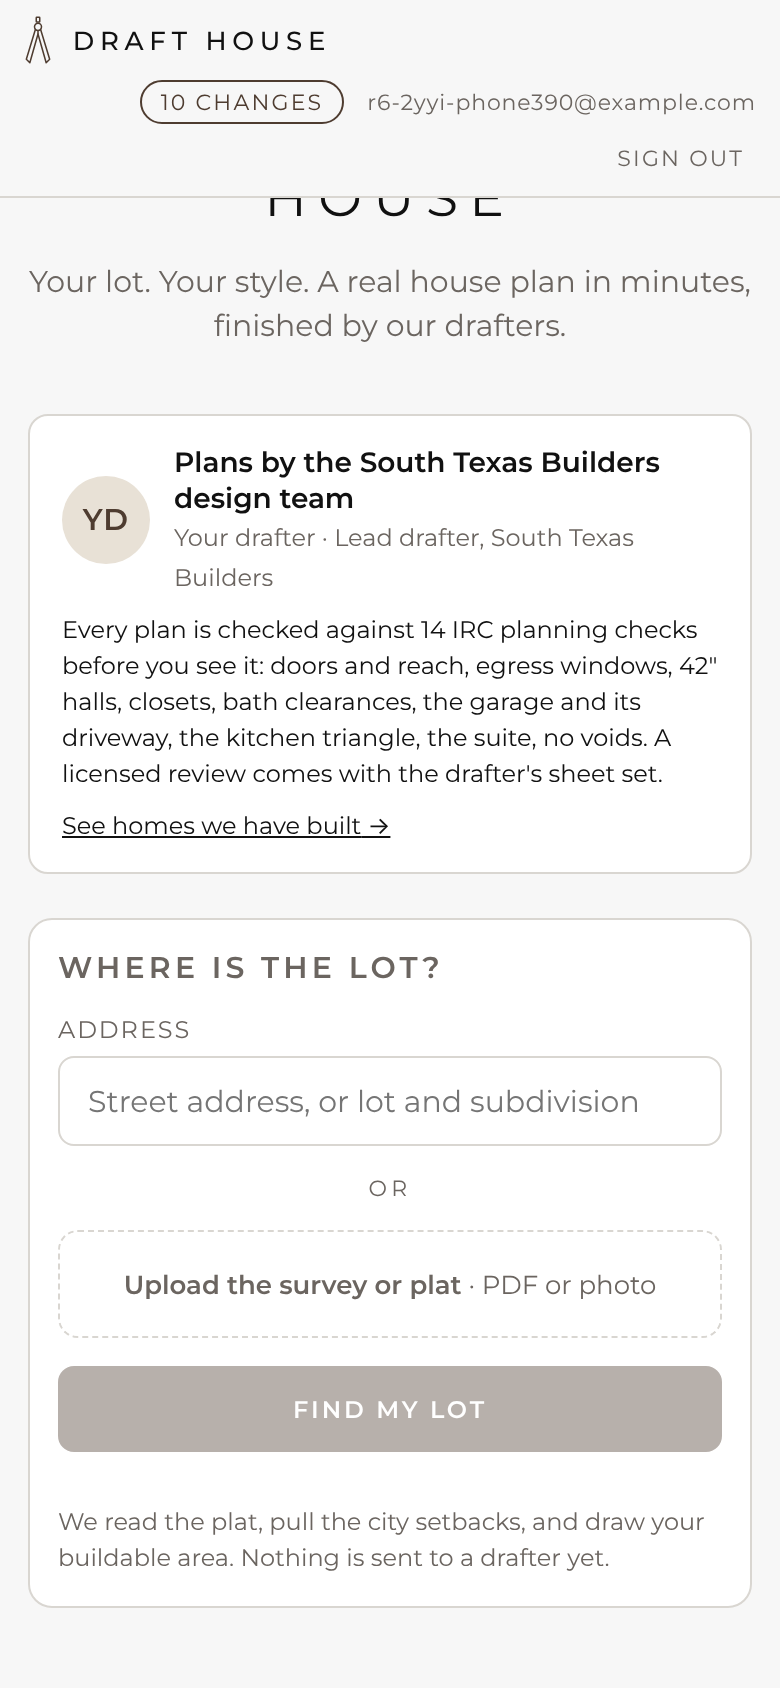 DRAFT HOUSE
10 CHANGES r6-2yyi-phone390@example.com
SIGN OUT
HOUSE
Your lot. Your style. A real house plan in minutes,
finished by our drafters.
YD
Plans by the South Texas Builders
design team
Your drafter · Lead drafter, South Texas
Builders
Every plan is checked against 14 IRC planning checks
before you see it: doors and reach, egress windows, 42"
halls, closets, bath clearances, the garage and its
driveway, the kitchen triangle, the suite, no voids. A
licensed review comes with the drafter's sheet set.
See homes we have built →
WHERE IS THE LOT?
ADDRESS
Street address, or lot and subdivision
OR
Upload the survey or plat · PDF or photo
FIND MY LOT
We read the plat, pull the city setbacks, and draw your
buildable area. Nothing is sent to a drafter yet.